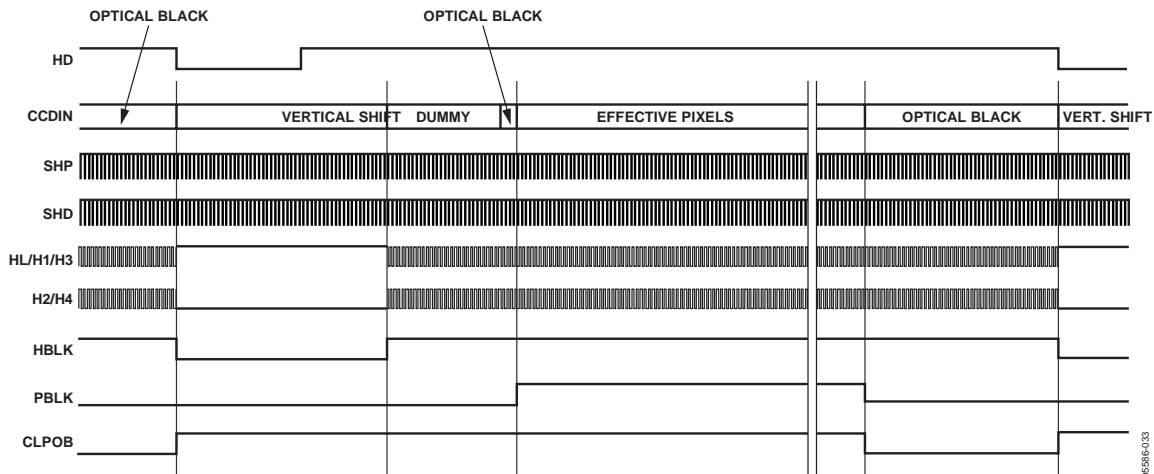 OPTICAL BLACK
OPTICAL BLACK
HD
CCDIN
VERTICAL SHIFT
DUMMY
EFFECTIVE PIXELS
OPTICAL BLACK
VERT. SHIFT
SHP
SHD
HL/H1/H3
H2/H4
HBLK
PBLK
CLPOB
05586-033